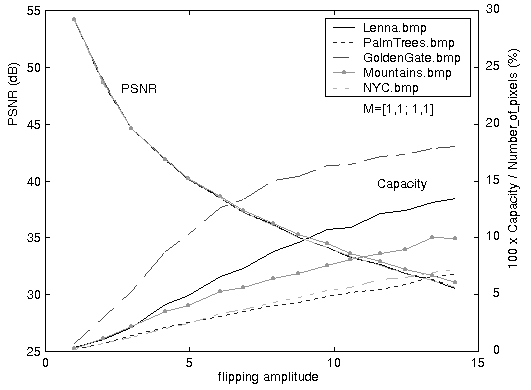 55
50
45
40
35
30
25
PSNR (dB)
30
25
20
15
10
5
0
100 x Capacity / Number_of_pixels (%)
0
5
10
15
flipping amplitude
Lenna.bmp
PalmTrees.bmp
GoldenGate.bmp
Mountains.bmp
NYC.bmp
M=[1,1; 1,1]
PSNR
Capacity